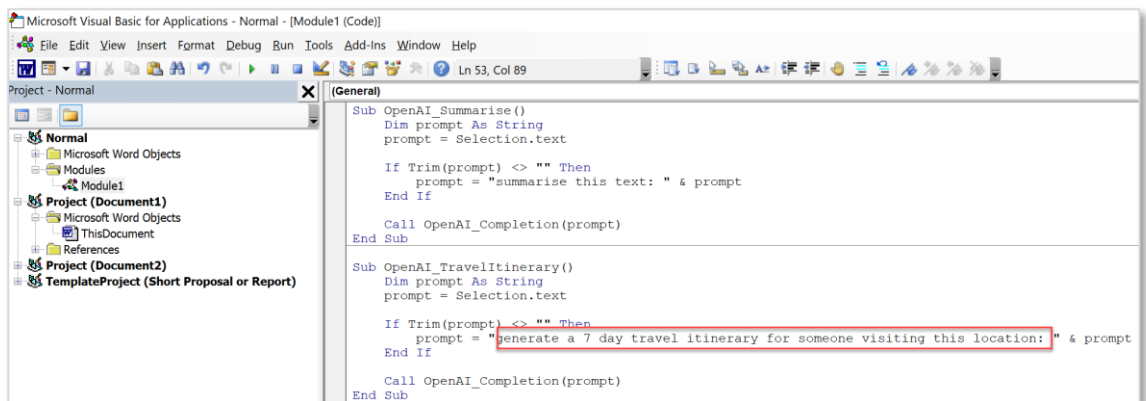 Microsoft Visual Basic for Applications - Normal - [Module1 (Code)]
File Edit View Insert Format Debug Run Tools Add-Ins Window Help
Ln 53, Col 89
Project - Normal
Normal
Microsoft Word Objects
Modules
Module1
Project (Document1)
Microsoft Word Objects
ThisDocument
References
Project (Document2)
TemplateProject (Short Proposal or Report)
(General)
Sub OpenAI_Summarise()
Dim prompt As String
prompt = Selection.text
If Trim(prompt) <> "" Then
prompt = "summarise this text: " & prompt
End If
Call OpenAI_Completion(prompt)
End Sub
Sub OpenAI_TravelItinerary()
Dim prompt As String
prompt = Selection.text
If Trim(prompt) <> "" Then
prompt = "generate a 7 day travel itinerary for someone visiting this location: " & prompt
End If
Call OpenAI_Completion(prompt)
End Sub